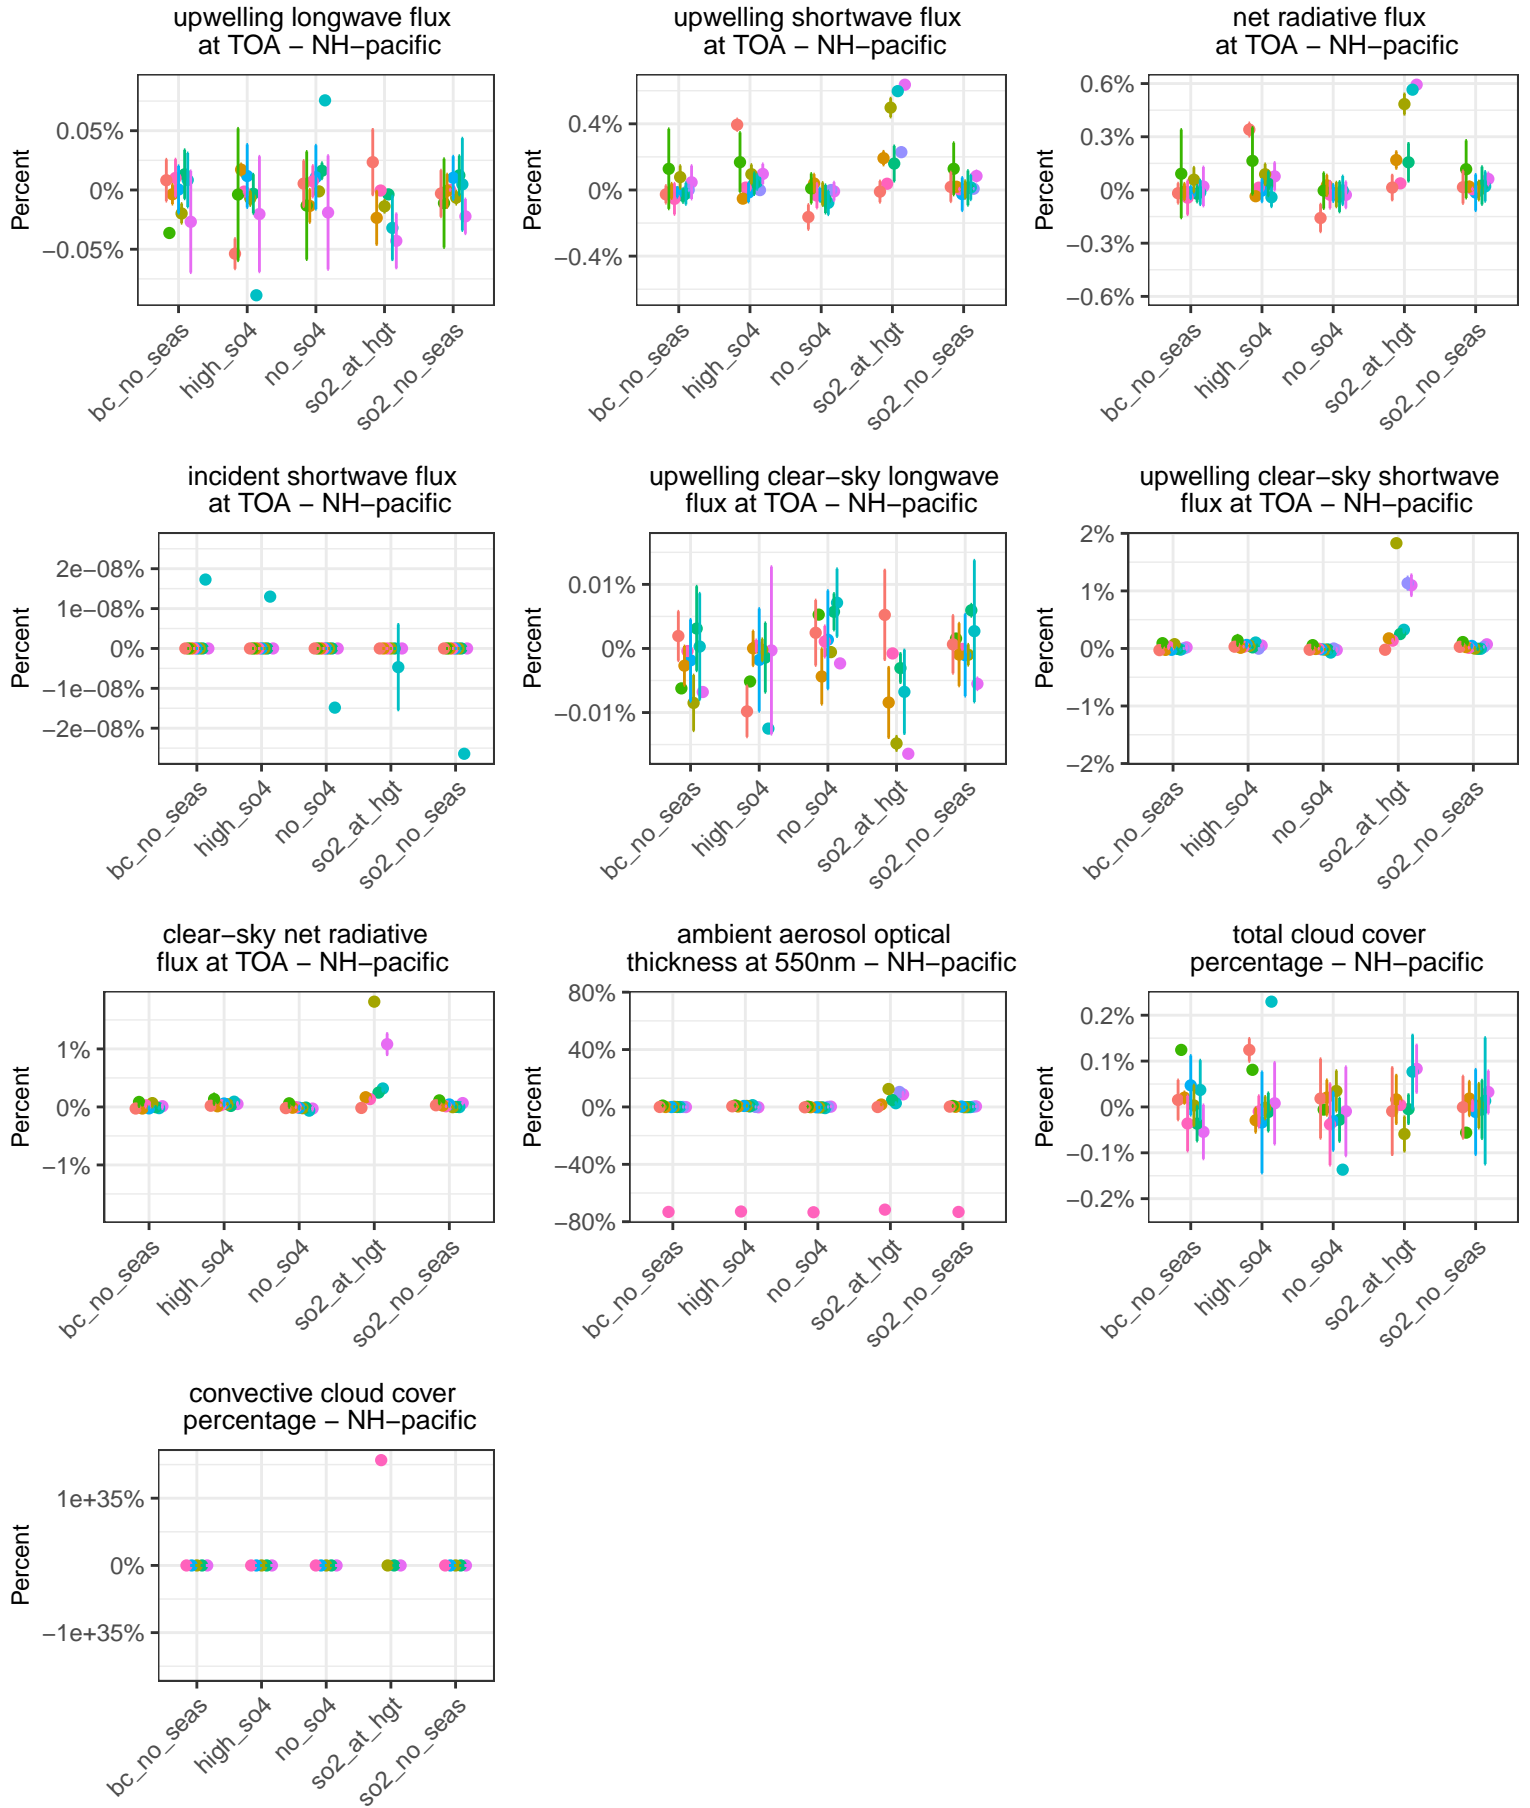 upwelling longwave flux
at TOA − NH−pacific
Percent
0.05%
0%
−0.05%
bc_no_seas
high_so4
no_so4
so2_at_hgt
so2_no_seas
upwelling shortwave flux
at TOA − NH−pacific
Percent
0.4%
0%
−0.4%
bc_no_seas
high_so4
no_so4
so2_at_hgt
so2_no_seas
net radiative flux
at TOA − NH−pacific
Percent
0.6%
0.3%
0%
−0.3%
−0.6%
bc_no_seas
high_so4
no_so4
so2_at_hgt
so2_no_seas
incident shortwave flux
at TOA − NH−pacific
Percent
2e−08%
1e−08%
0%
−1e−08%
−2e−08%
bc_no_seas
high_so4
no_so4
so2_at_hgt
so2_no_seas
upwelling clear−sky longwave
flux at TOA − NH−pacific
Percent
0.01%
0%
−0.01%
bc_no_seas
high_so4
no_so4
so2_at_hgt
so2_no_seas
upwelling clear−sky shortwave
flux at TOA − NH−pacific
Percent
2%
1%
0%
−1%
−2%
bc_no_seas
high_so4
no_so4
so2_at_hgt
so2_no_seas
clear−sky net radiative
flux at TOA − NH−pacific
Percent
1%
0%
−1%
bc_no_seas
high_so4
no_so4
so2_at_hgt
so2_no_seas
ambient aerosol optical
thickness at 550nm − NH−pacific
Percent
80%
40%
0%
−40%
−80%
bc_no_seas
high_so4
no_so4
so2_at_hgt
so2_no_seas
total cloud cover
percentage − NH−pacific
Percent
0.2%
0.1%
0%
−0.1%
−0.2%
bc_no_seas
high_so4
no_so4
so2_at_hgt
so2_no_seas
convective cloud cover
percentage − NH−pacific
Percent
1e+35%
0%
−1e+35%
bc_no_seas
high_so4
no_so4
so2_at_hgt
so2_no_seas